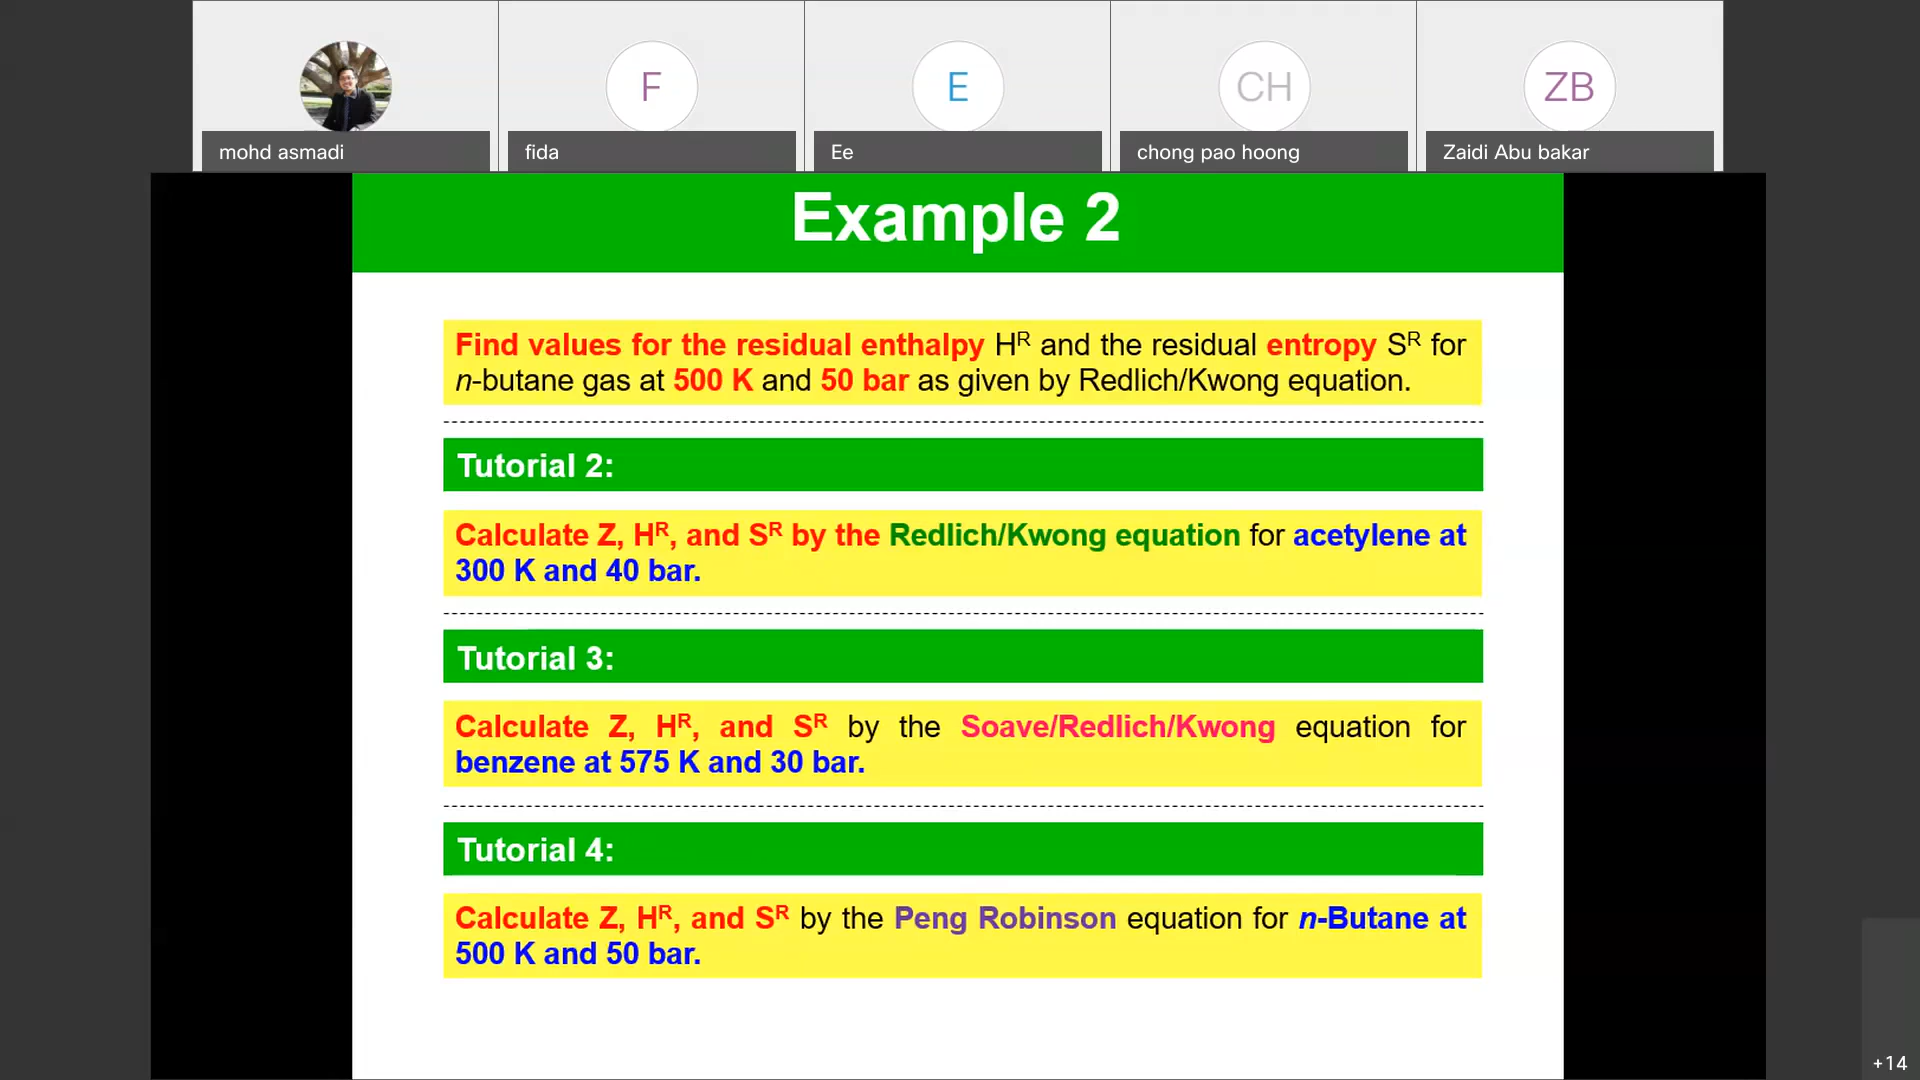 F
E
CH
ZB
mohd asmadi
fida
Ee
chong pao hoong
Zaidi Abu bakar
Example 2
Find values for the residual enthalpy Hᴿ and the residual entropy Sᴿ for
n-butane gas at 500 K and 50 bar as given by Redlich/Kwong equation.
Tutorial 2:
Calculate Z, Hᴿ, and Sᴿ by the Redlich/Kwong equation for acetylene at
300 K and 40 bar.
Tutorial 3:
Calculate Z, Hᴿ, and Sᴿ by the Soave/Redlich/Kwong equation for
benzene at 575 K and 30 bar.
Tutorial 4:
Calculate Z, Hᴿ, and Sᴿ by the Peng Robinson equation for n-Butane at
500 K and 50 bar.
+14